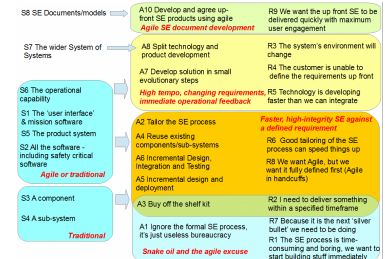 S8 SE Documents/models
A10 Develop and agree up-
front SE products using agile
Agile SE document development
R9 We want the up front SE to be
delivered quickly with maximum
user engagement
S7 The wider System of
Systems
A8 Split technology and
product development
A7 Develop solution in small
evolutionary steps
High tempo, changing requirements,
immediate operational feedback
R3 The system's environment will
change
R4 The customer is unable to
define the requirements up front
R5 Technology is developing
faster than we can integrate
S6 The operational
capability
S1 The 'user interface'
& mission software
S5 The product system
S2 All the software -
including safety critical
software
Agile or traditional
A2 Tailor the SE process
A4 Reuse existing
components/sub-systems
A6 Incremental Design,
Integration and Testing
A5 Incremental design and
deployment
Faster, high-integrity SE against
a defined requirement
R6 Good tailoring of the SE
process can speed things up
R8 We want Agile, but we
want it fully defined first (Agile
in handcuffs)
S3 A component
S4 A sub-system
Traditional
A3 Buy off the shelf kit
R2 I need to deliver something
within a specified timeframe
A1 Ignore the formal SE process,
it's just useless bureaucracy
Snake oil and the agile excuse
R7 Because it is the next 'silver
bullet' we need to be doing
R1 The SE process is time-
consuming and boring, we want to
start building stuff immediately